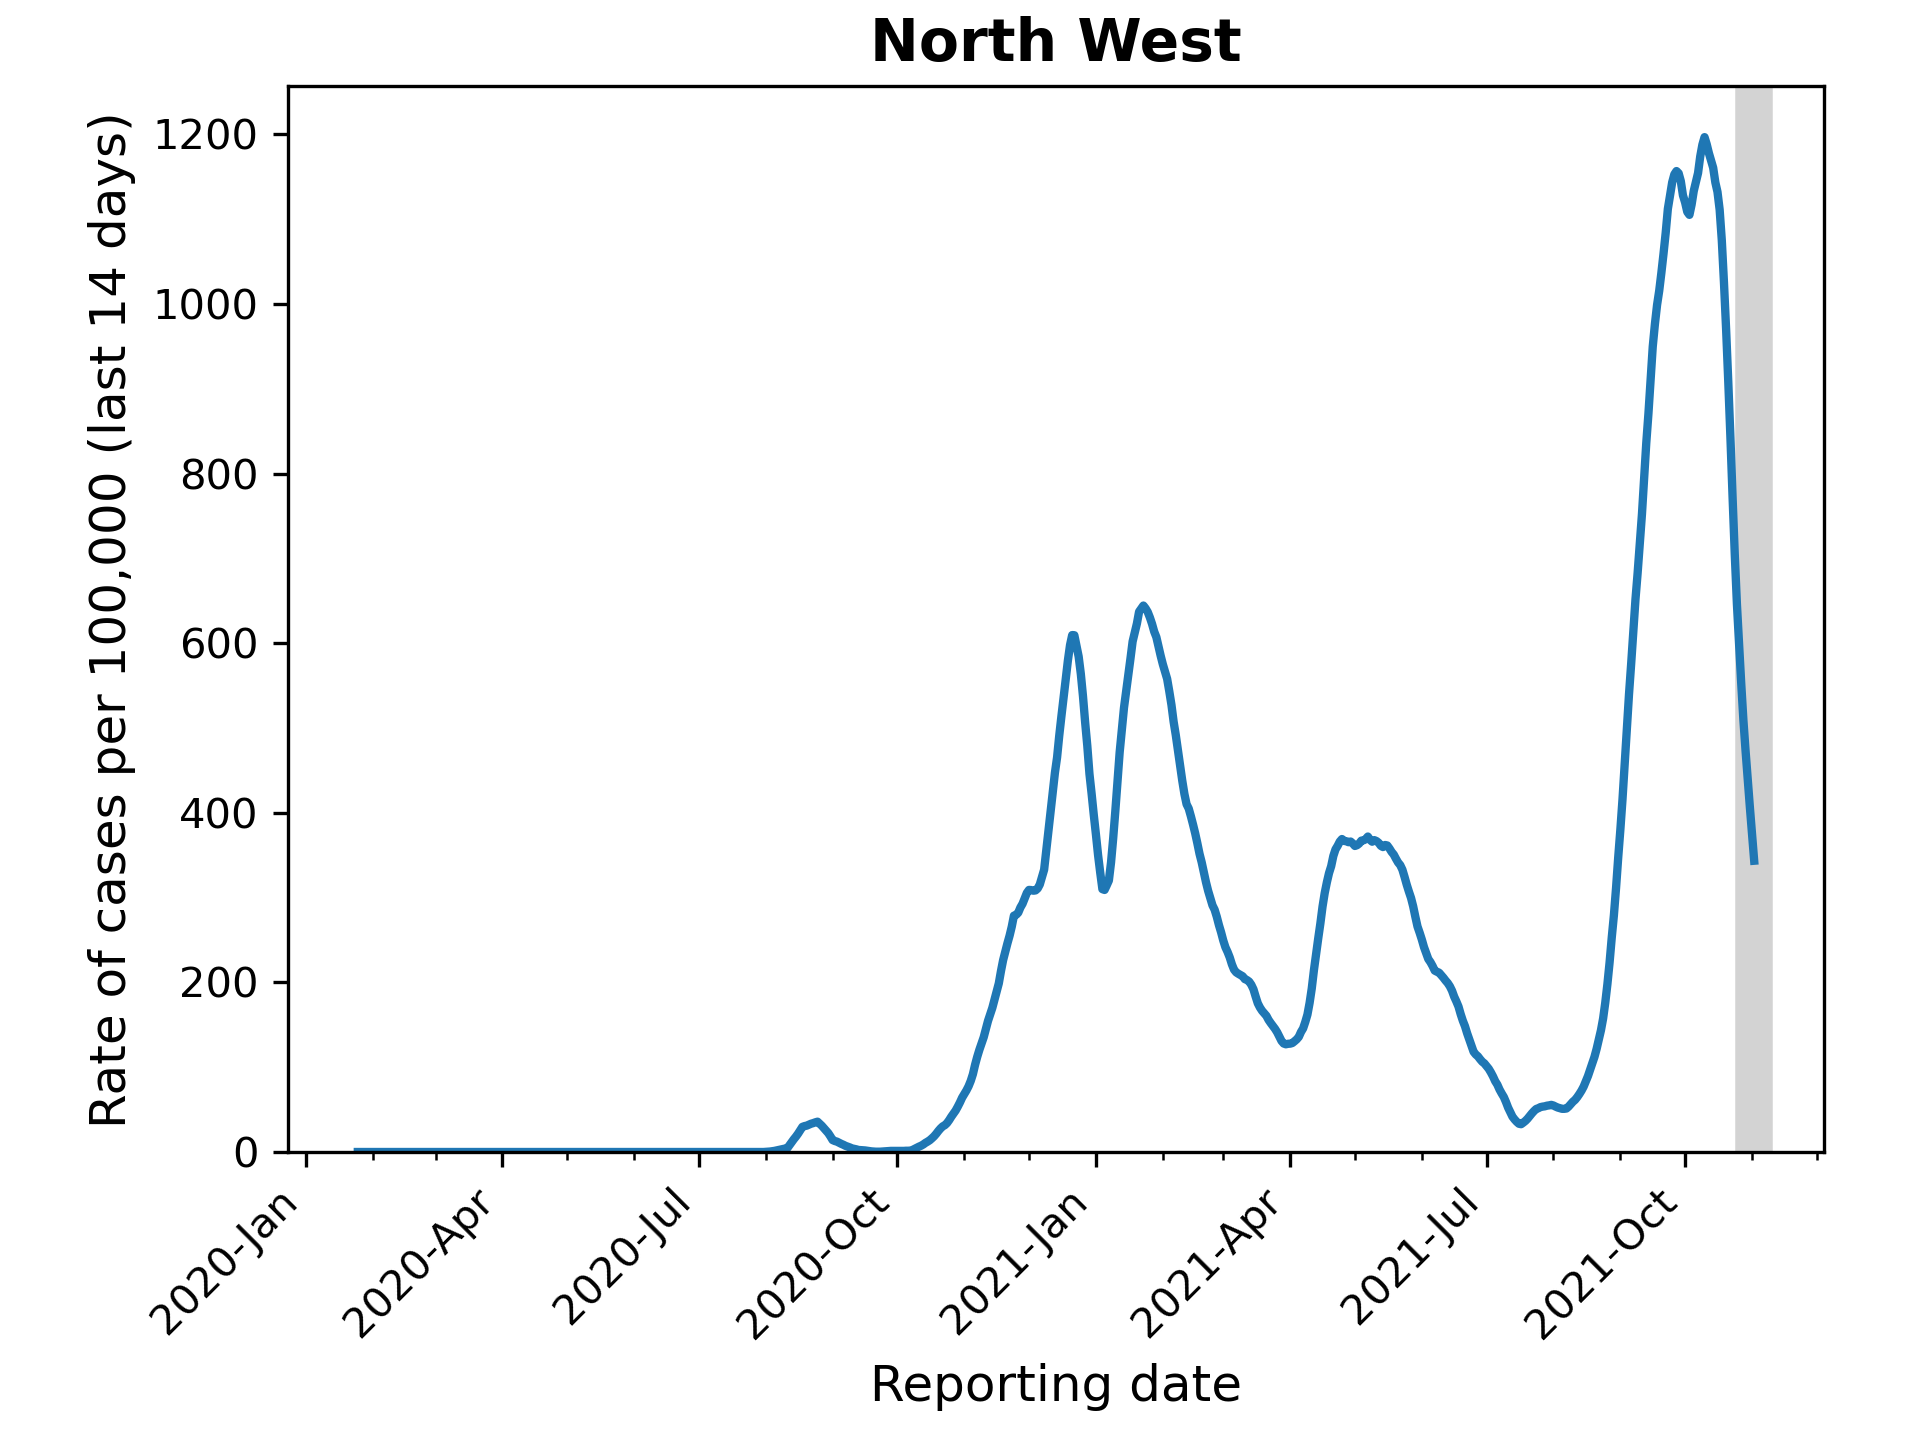 North West
Rate of cases per 100,000 (last 14 days)
1200
1000
800
600
400
200
0
2020-Jan
2020-Apr
2020-Jul
2020-Oct
2021-Jan
2021-Apr
2021-Jul
2021-Oct
Reporting date